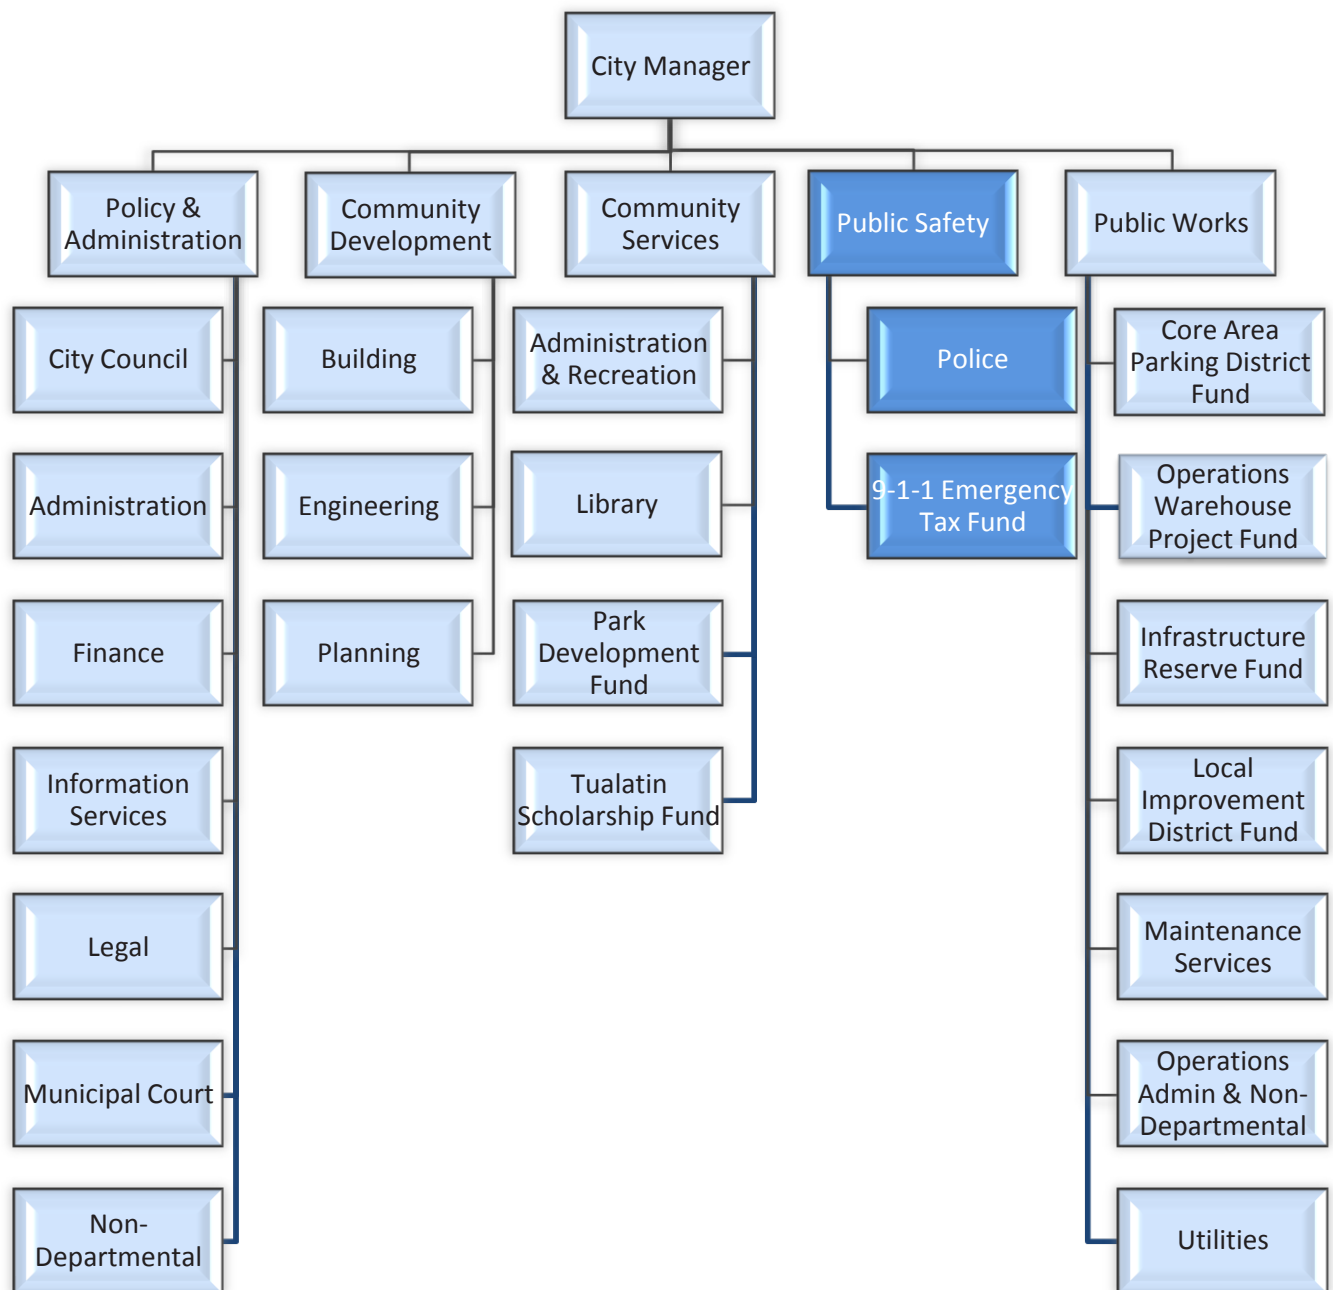 City Manager
Policy &
Administration
Community
Development
Community
Services
Public Safety
Public Works
City Council
Building
Administration
& Recreation
Police
Core Area
Parking District
Fund
Administration
Engineering
Library
9-1-1 Emergency
Tax Fund
Operations
Warehouse
Project Fund
Finance
Planning
Park
Development
Fund
Infrastructure
Reserve Fund
Information
Services
Tualatin
Scholarship Fund
Local
Improvement
District Fund
Legal
Maintenance
Services
Municipal Court
Operations
Admin & Non-
Departmental
Non-
Departmental
Utilities